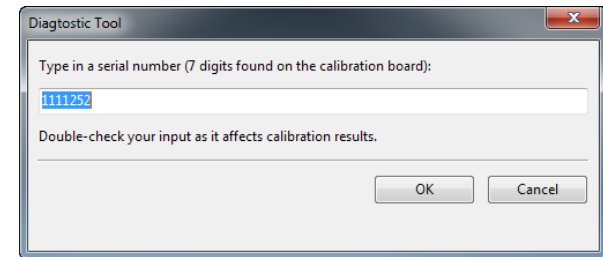 Diagtostic Tool
Type in a serial number (7 digits found on the calibration board):
1111252
Double-check your input as it affects calibration results.
OK Cancel